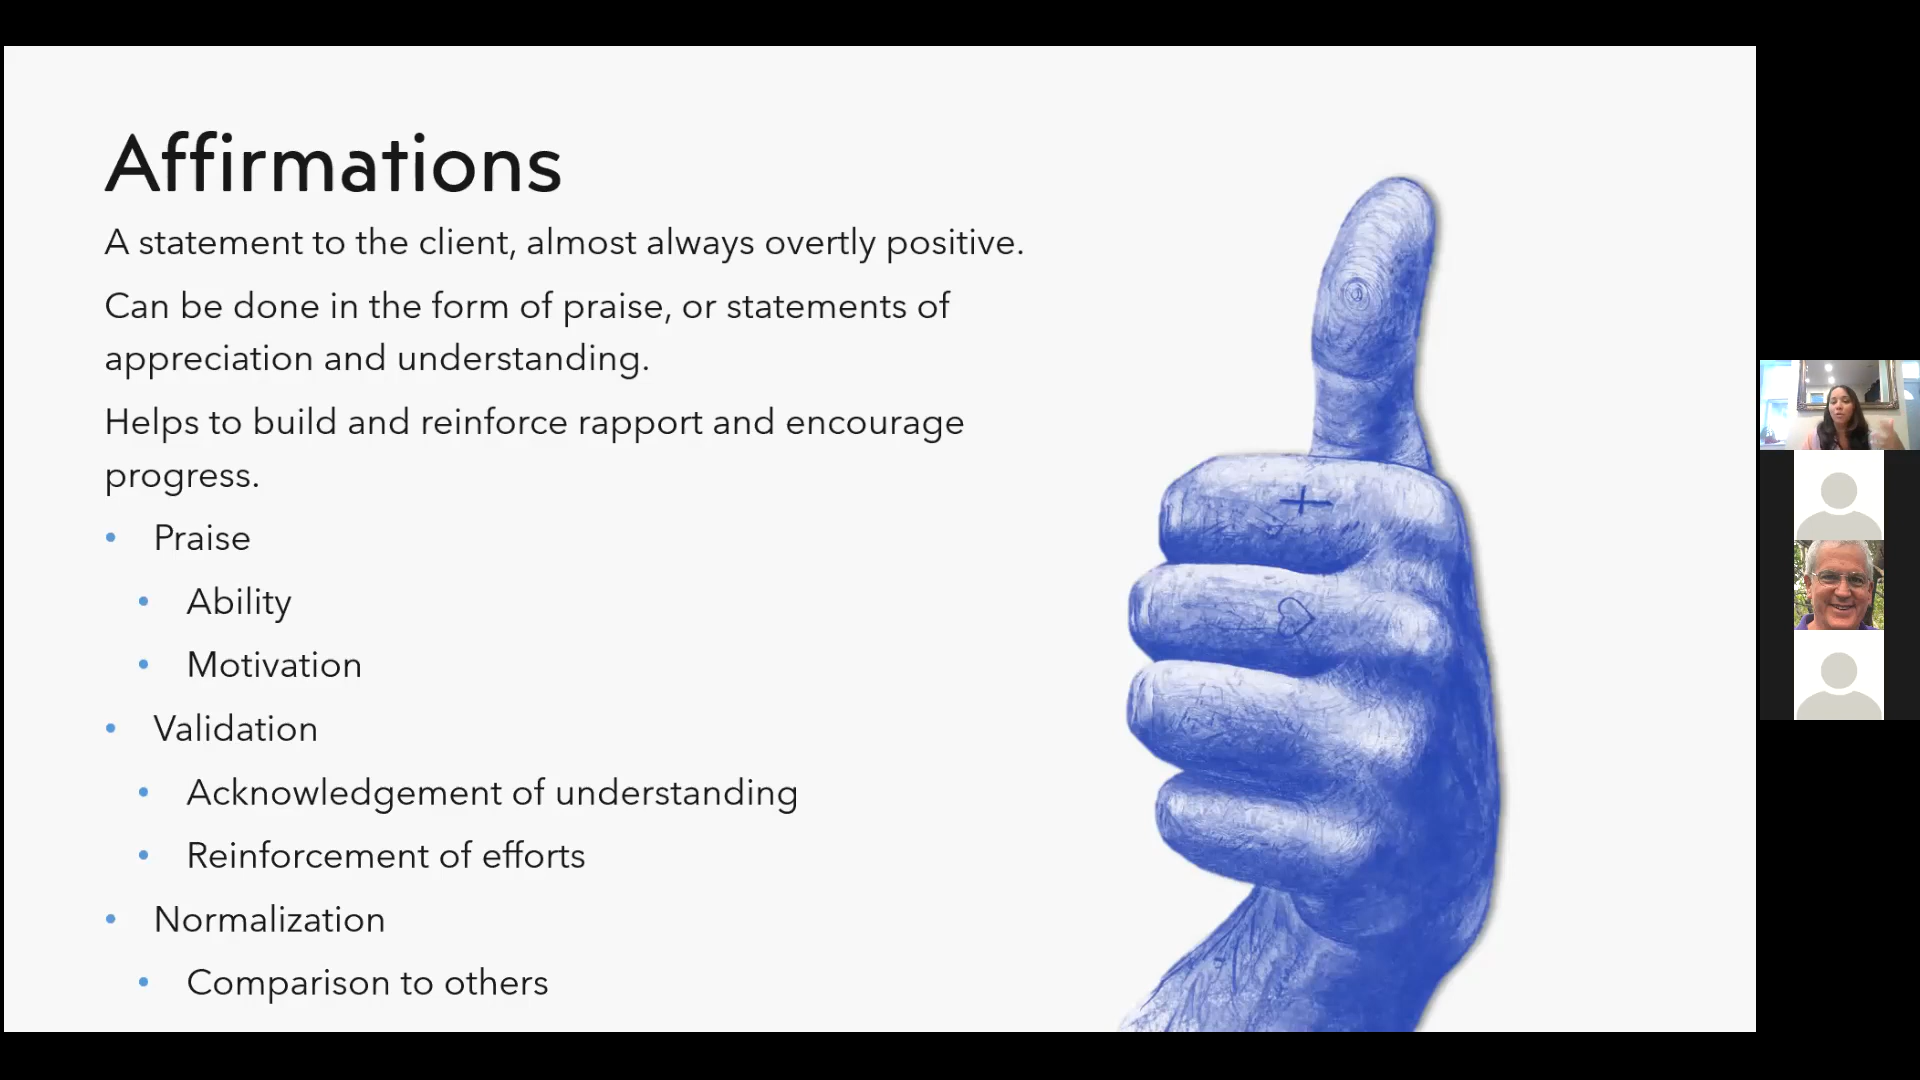 Affirmations
A statement to the client, almost always overtly positive.
Can be done in the form of praise, or statements of
appreciation and understanding.
Helps to build and reinforce rapport and encourage
progress.
• Praise
• Ability
• Motivation
• Validation
• Acknowledgement of understanding
• Reinforcement of efforts
• Normalization
• Comparison to others